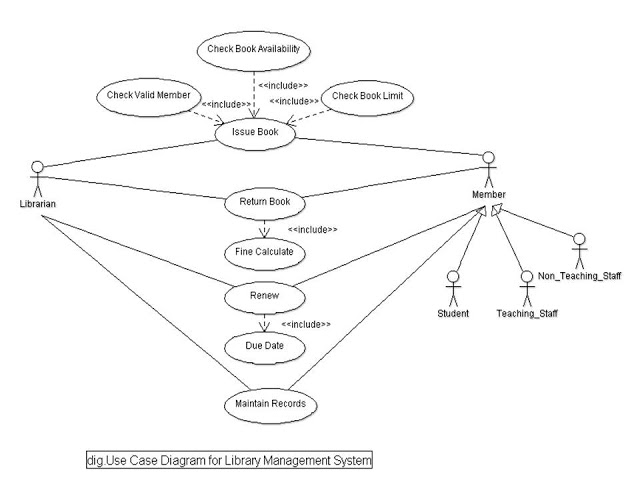 Check Book Availability
<<include>>
Check Valid Member
<<include>>
<<include>>
Check Book Limit
Issue Book
Librarian
Member
Return Book
<<include>>
Fine Calculate
Non_Teaching_Staff
Renew
Student
Teaching_Staff
<<include>>
Due Date
Maintain Records
dig.Use Case Diagram for Library Management System